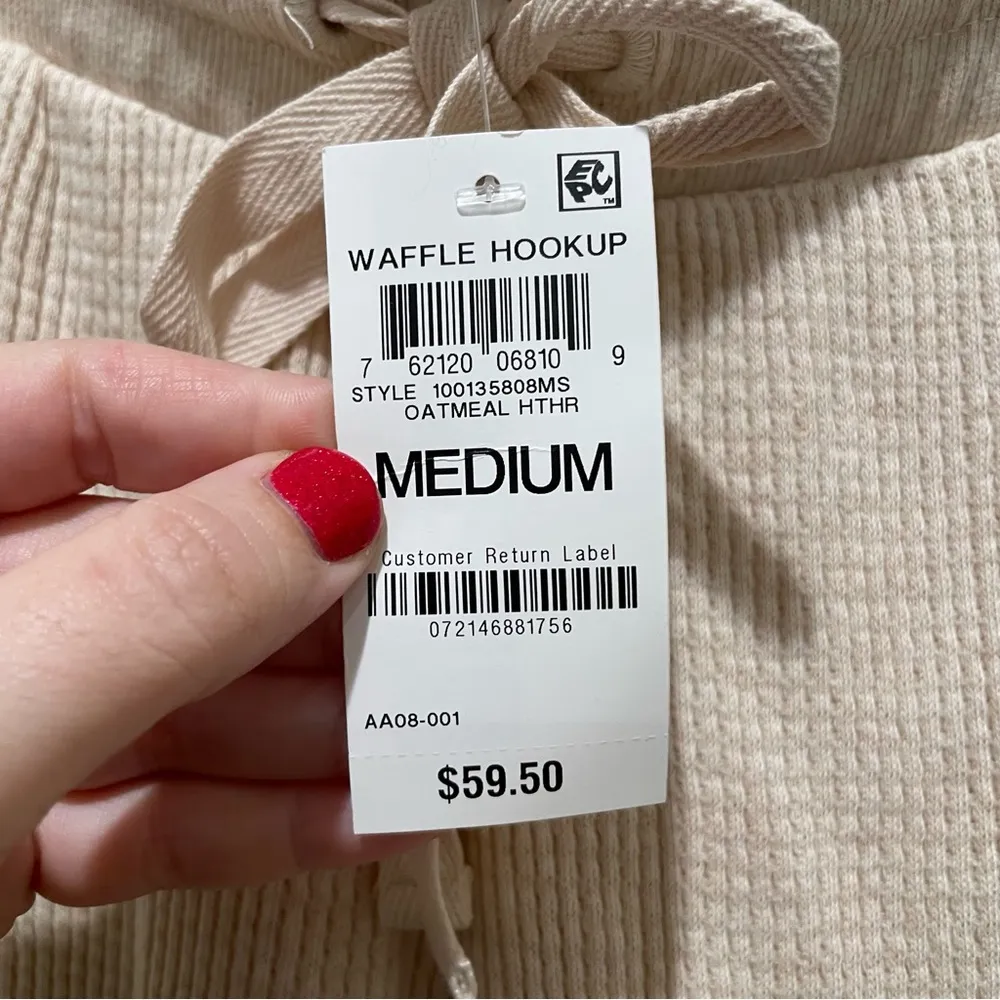 EPC
TM
WAFFLE HOOKUP
7 62120 06810 9
STYLE 100135808MS
OATMEAL HTHR
MEDIUM
Customer Return Label
072146881756
AA08-001
$59.50